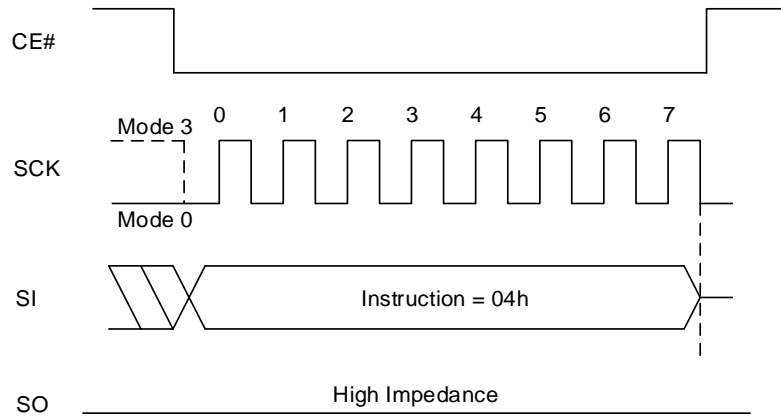 CE#
0 1 2 3 4 5 6 7
Mode 3
SCK
Mode 0
SI
Instruction = 04h
High Impedance
SO